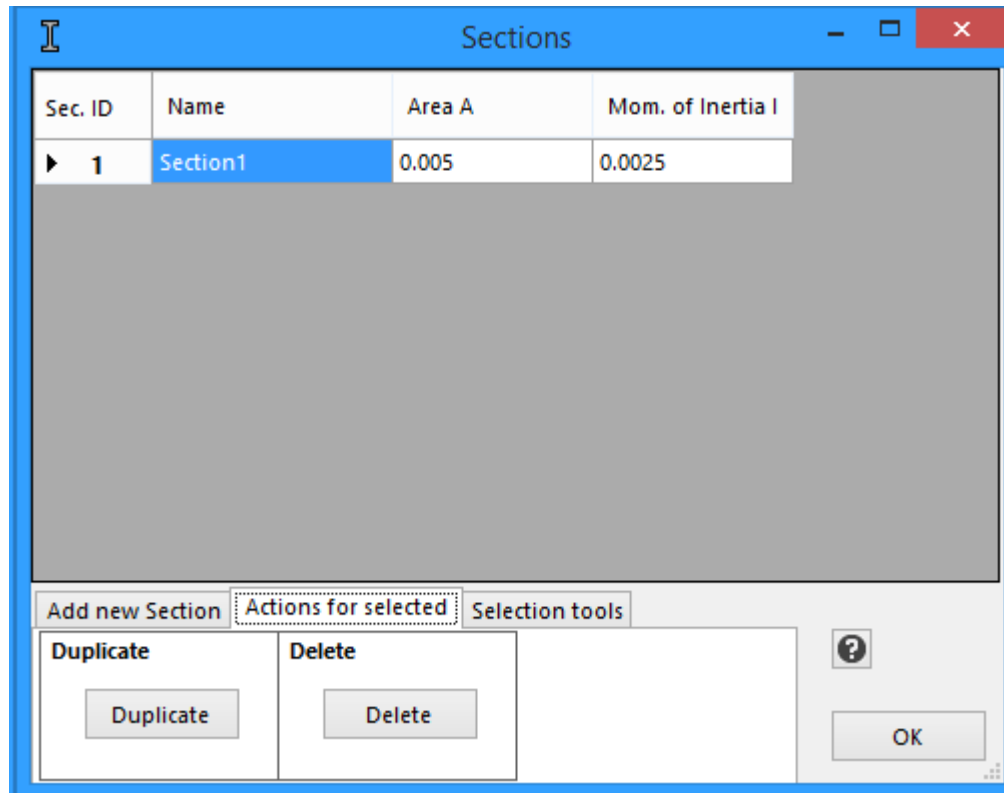 Sections
Sec. ID Name Area A Mom. of Inertia I
1 Section1 0.005 0.0025
Add new Section Actions for selected Selection tools
Duplicate Delete
Duplicate Delete
OK